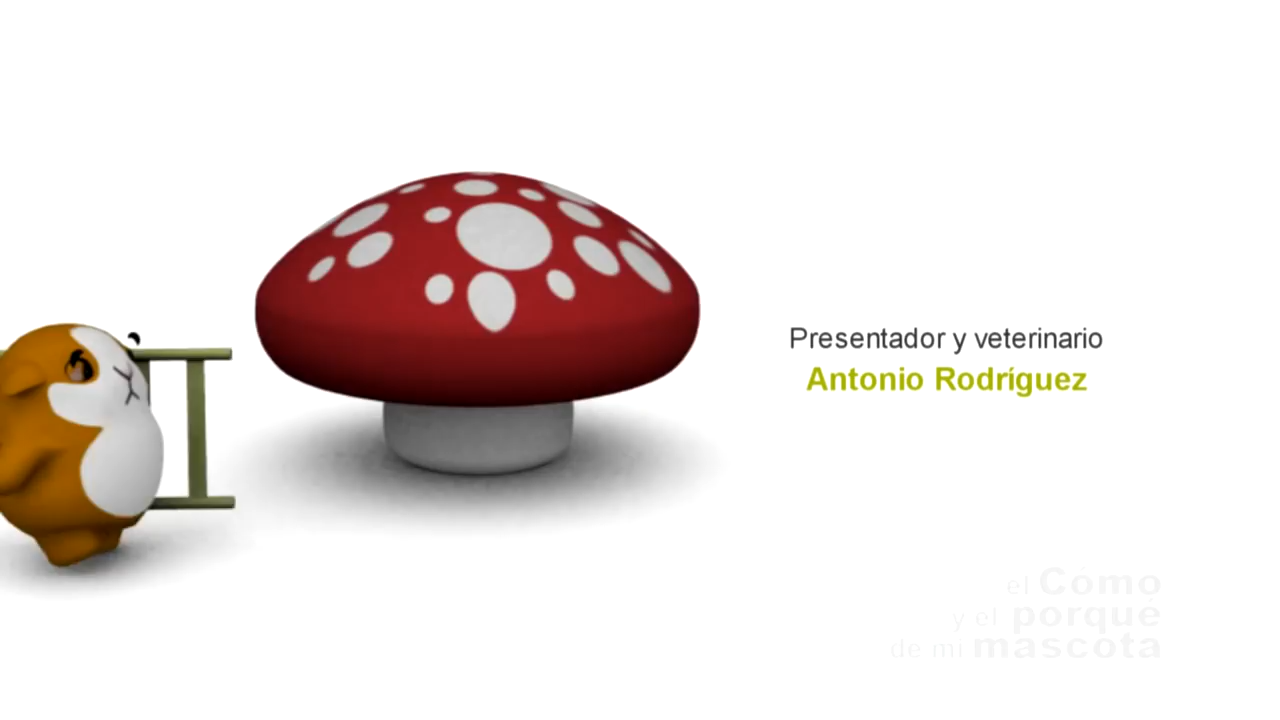 Presentador y veterinario
Antonio Rodríguez
el Cómo
y el porqué
de mi mascota